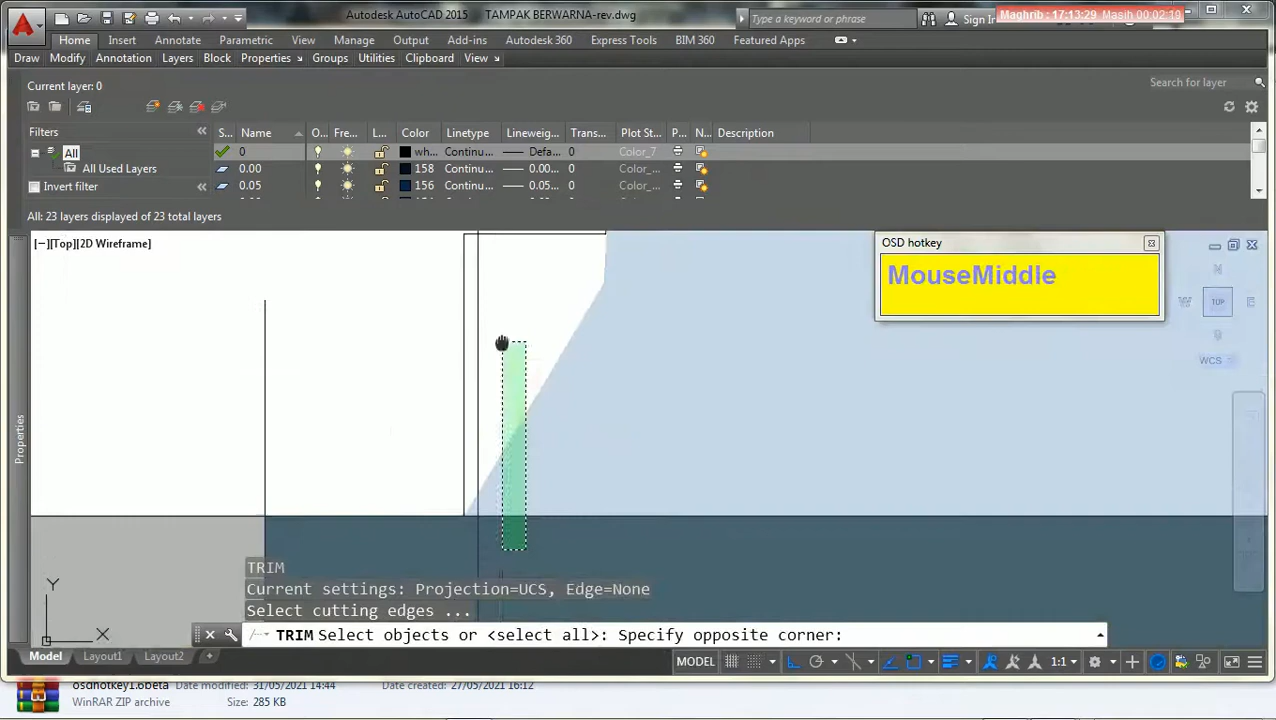 Autodesk AutoCAD 2015 TAMPAK BERWARNA-rev.dwg
Type a keyword or phrase
Sign In
Maghrib : 17:13:29 Masih 00:02:19
Home Insert Annotate Parametric View Manage Output Add-ins Autodesk 360 Express Tools BIM 360 Featured Apps
Draw Modify Annotation Layers Block Properties Groups Utilities Clipboard View
Current layer: 0
Search for layer
Filters
S... Name O.. Fre... L... Color Linetype Lineweig... Trans... Plot St... P.. N... Description
All
0 wh... Continu... Defa... 0 Color_7
All Used Layers
0.00 158 Continu... 0.00... 0 Color_...
Invert filter
0.05 156 Continu... 0.05... 0 Color_...
All: 23 layers displayed of 23 total layers
[−][Top][2D Wireframe]
OSD hotkey
MouseMiddle
N
W TOP E
WCS
Properties
TRIM
Current settings: Projection=UCS, Edge=None
Select cutting edges ...
TRIM Select objects or <select all>: Specify opposite corner:
Y
X
Model Layout1 Layout2 +
MODEL
1:1
osdhotkey1.6beta Date modified: 31/05/2021 14:44 Date created: 27/05/2021 16:12
WinRAR ZIP archive Size: 285 KB